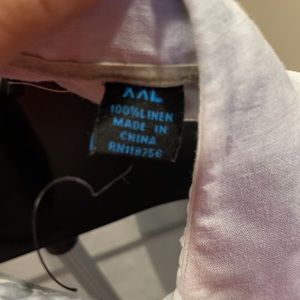 XXL
100% LINEN
MADE IN
CHINA
RN119756